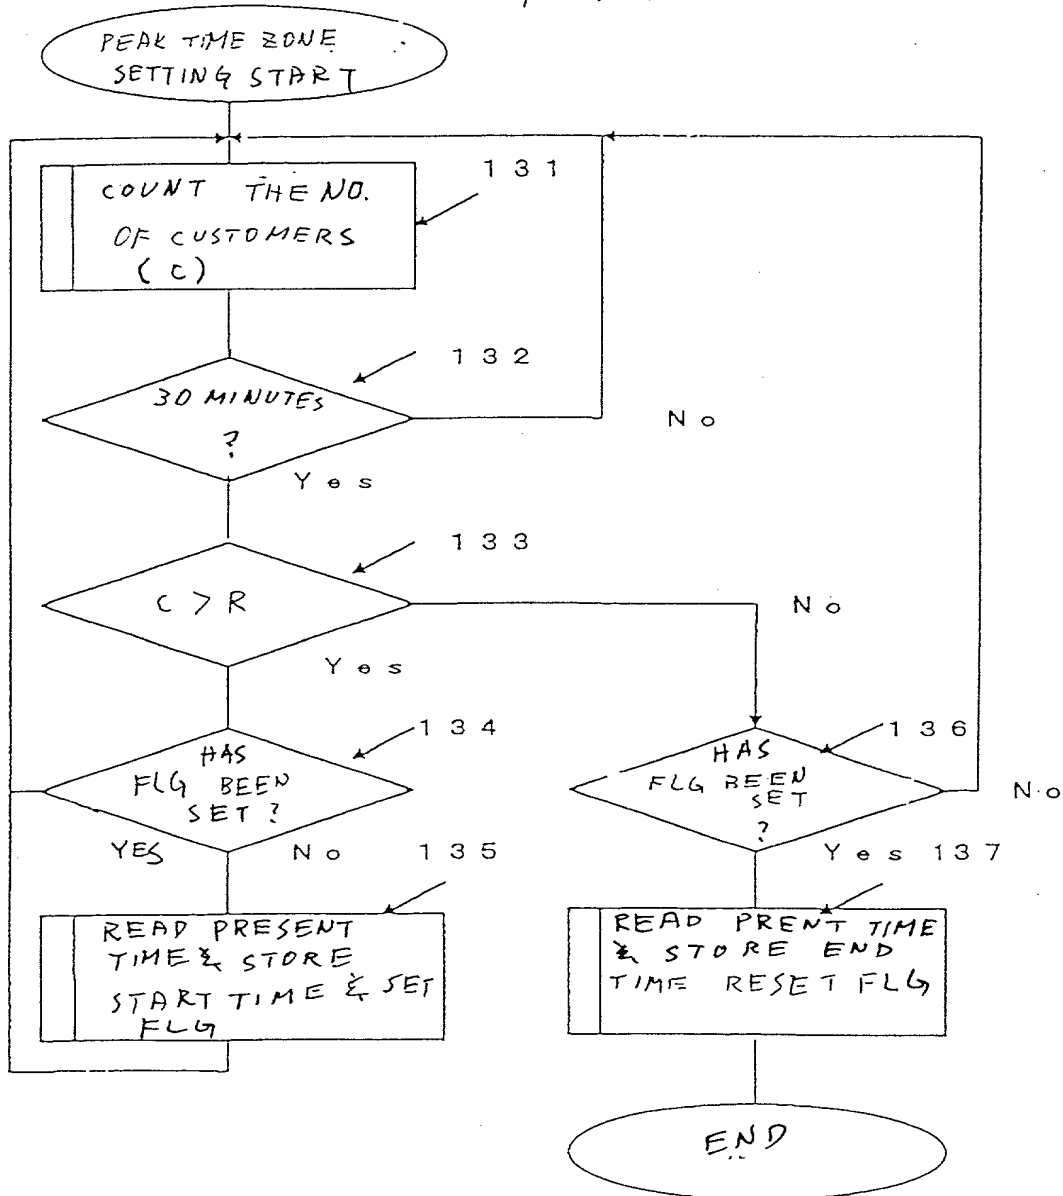 PEAK TIME ZONE
SETTING START
131
COUNT THE NO.
OF CUSTOMERS
(C)
132
30 MINUTES
?
No
Yes
133
C > R
No
Yes
134
HAS
FLG BEEN
SET ?
YES
No
135
READ PRESENT
TIME & STORE
START TIME & SET
FLG
136
HAS
FLG BEEN
SET
?
No
Yes
137
READ PRENT TIME
& STORE END
TIME RESET FLG
END